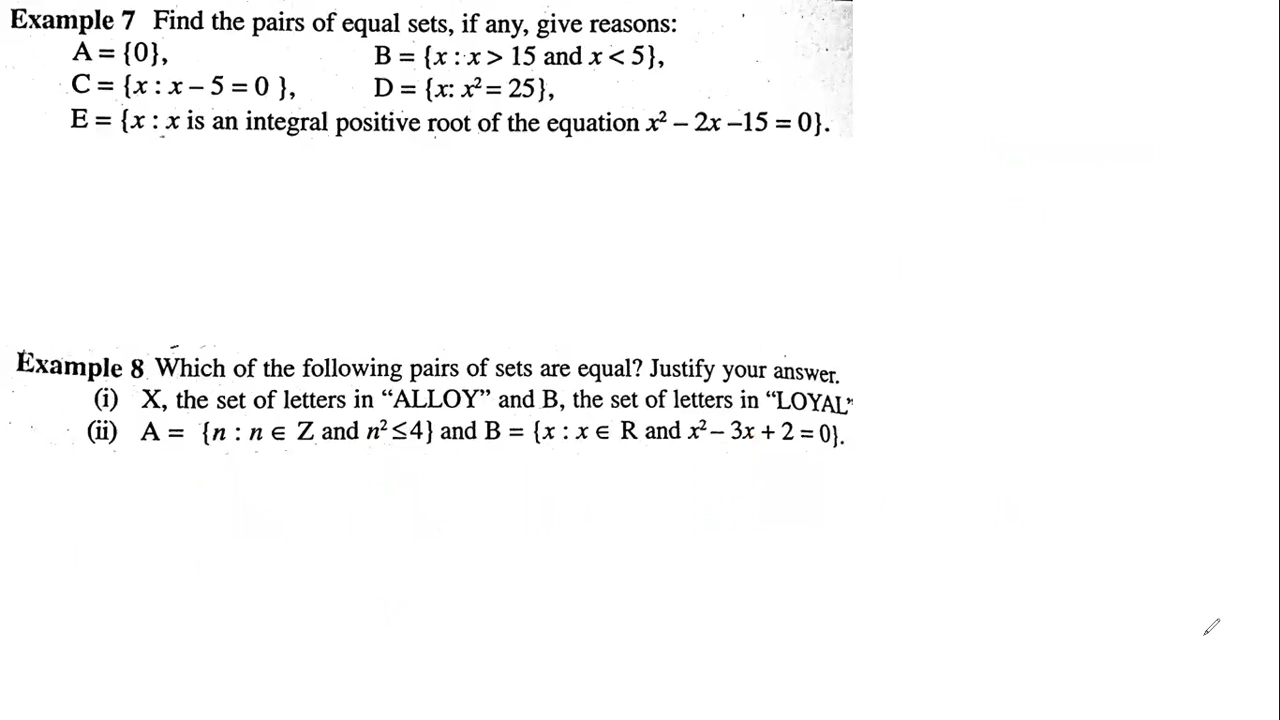 Example 7 Find the pairs of equal sets, if any, give reasons:
A = {0}, B = {x : x > 15 and x < 5},
C = {x : x – 5 = 0 }, D = {x: x² = 25},
E = {x : x is an integral positive root of the equation x² – 2x –15 = 0}.
Example 8 Which of the following pairs of sets are equal? Justify your answer.
(i) X, the set of letters in “ALLOY” and B, the set of letters in “LOYAL”
(ii) A = {n : n ∈ Z and n² ≤ 4} and B = {x : x ∈ R and x² – 3x + 2 = 0}.